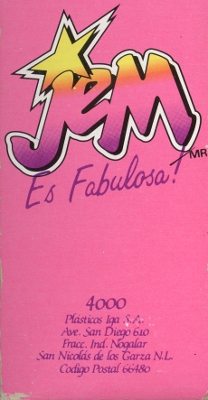 JEM
MR
Es Fabulosa!
4000
Plásticos Iga S.A.
Ave. San Diego 610
Fracc. Ind. Nogalar
San Nicolás de los Garza N.L.
Codigo Postal 66480